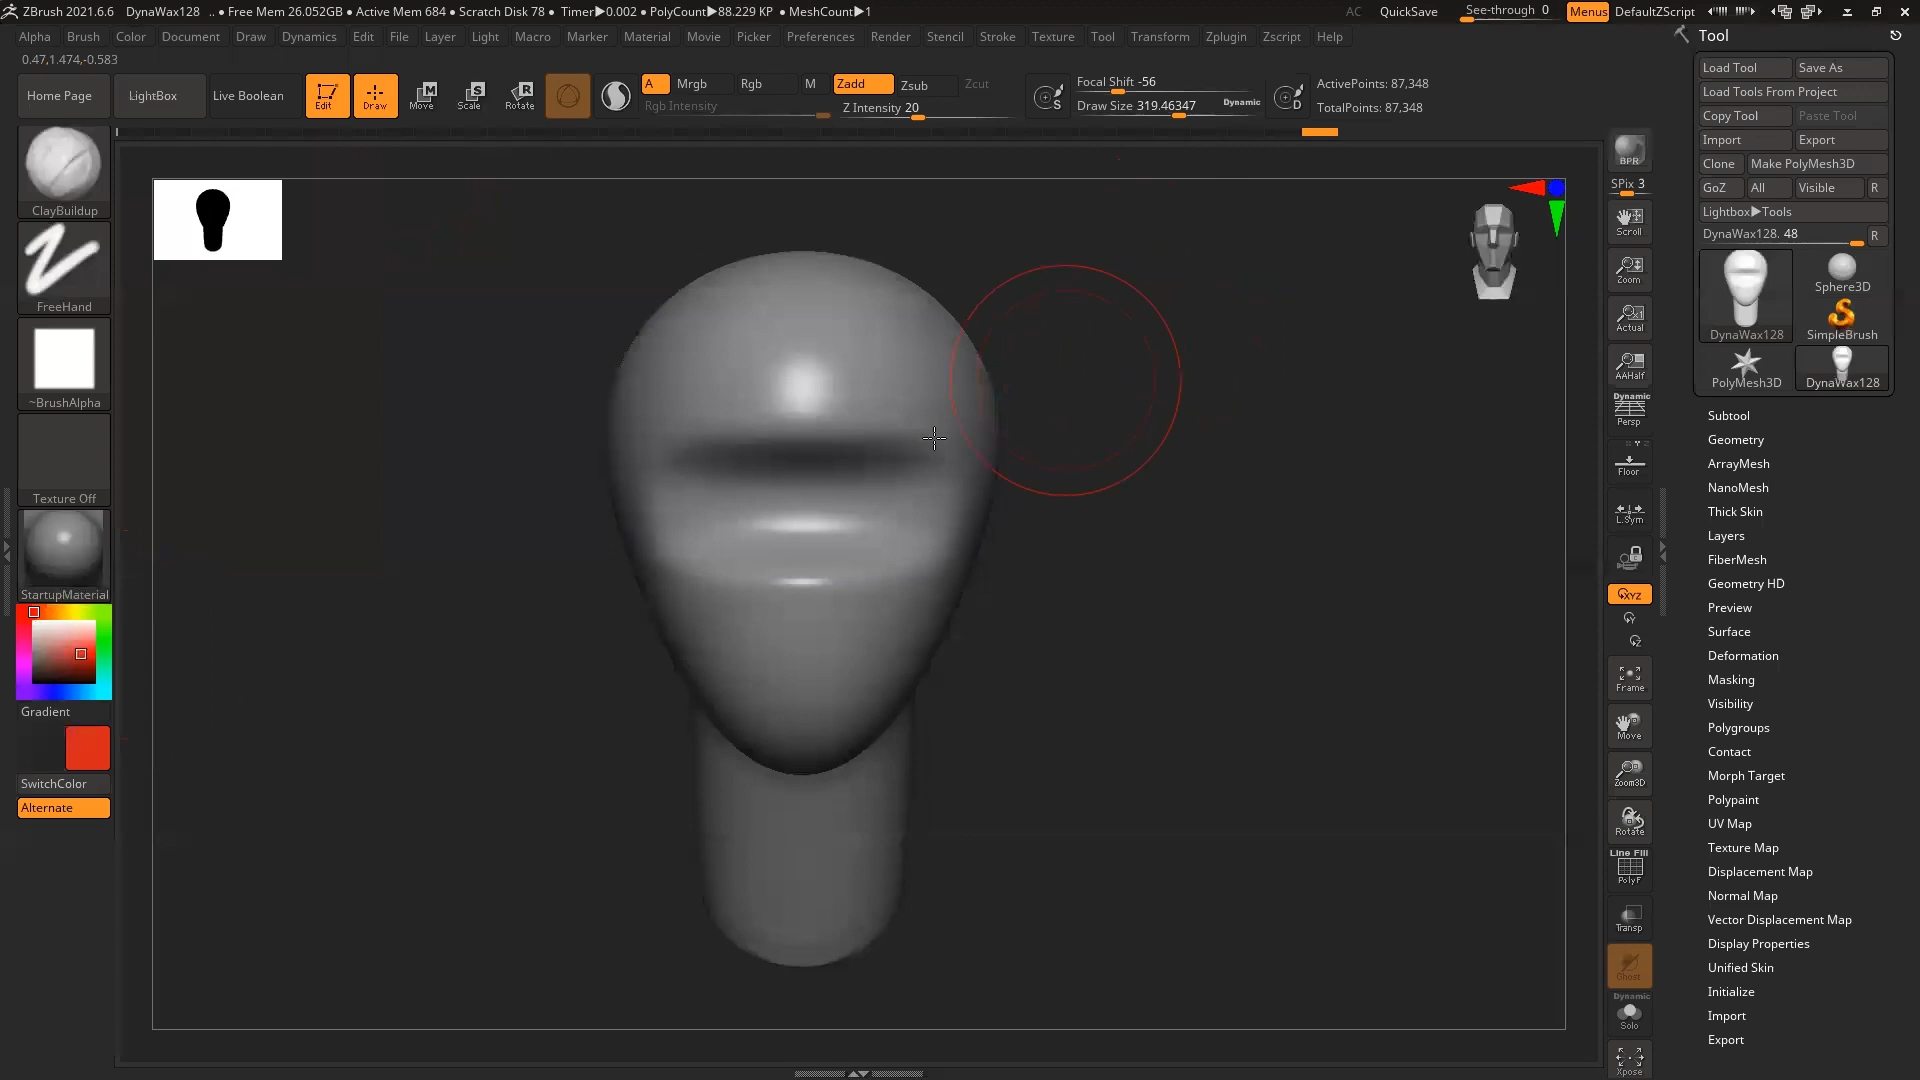 ZBrush 2021.6.6 DynaWax128 .. ● Free Mem 26.052GB ● Active Mem 684 ● Scratch Disk 78 ● Timer▶0.002 ● PolyCount▶88.229 KP ● MeshCount▶1 AC QuickSave See-through 0 Menus DefaultZScript
Alpha Brush Color Document Draw Dynamics Edit File Layer Light Macro Marker Material Movie Picker Preferences Render Stencil Stroke Texture Tool Transform Zplugin Zscript Help
0.47,1.474,-0.583
Home Page LightBox Live Boolean Edit Draw Move Scale Rotate
A Mrgb Rgb M Zadd Zsub Zcut
Rgb Intensity Z Intensity 20
S Focal Shift -56
Draw Size 319.46347 Dynamic D
ActivePoints: 87,348
TotalPoints: 87,348
ClayBuildup
FreeHand
~BrushAlpha
Texture Off
StartupMaterial
Gradient
SwitchColor
Alternate
BPR
SPix 3
Scroll
Zoom
Actual
AAHalf
Dynamic
Persp
Floor
L.Sym
XYZ
Y
Z
Frame
Move
Zoom3D
Rotate
Line Fill
PolyF
Transp
Ghost
Dynamic
Solo
Xpose
Tool
Load Tool Save As
Load Tools From Project
Copy Tool Paste Tool
Import Export
Clone Make PolyMesh3D
GoZ All Visible R
Lightbox▶Tools
DynaWax128. 48 R
DynaWax128
Sphere3D
SimpleBrush
PolyMesh3D
DynaWax128
Subtool
Geometry
ArrayMesh
NanoMesh
Thick Skin
Layers
FiberMesh
Geometry HD
Preview
Surface
Deformation
Masking
Visibility
Polygroups
Contact
Morph Target
Polypaint
UV Map
Texture Map
Displacement Map
Normal Map
Vector Displacement Map
Display Properties
Unified Skin
Initialize
Import
Export